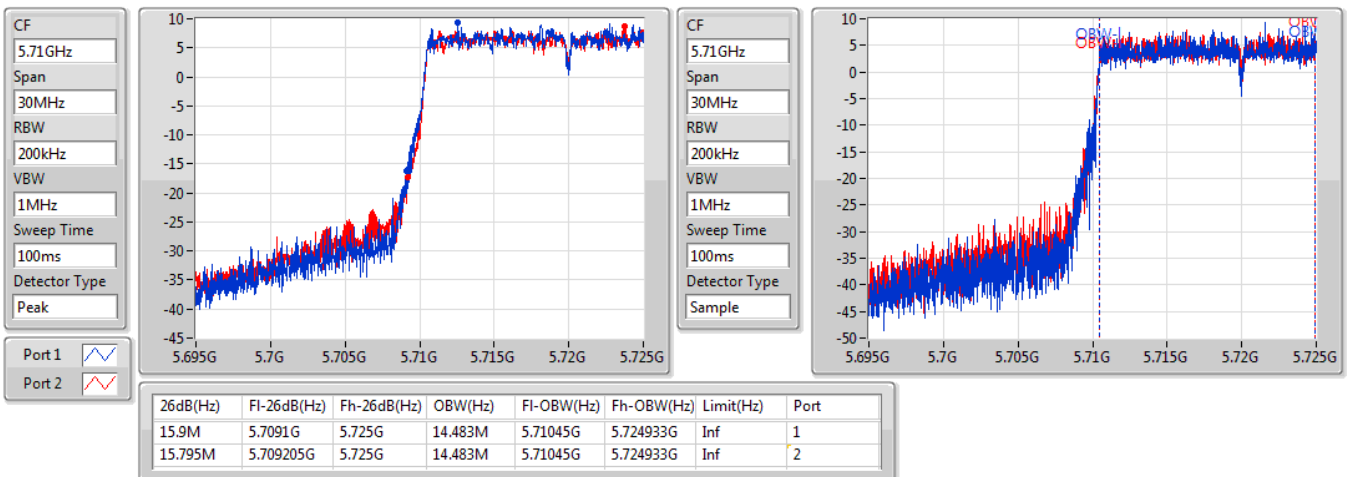 CF
5.71GHz
Span
30MHz
RBW
200kHz
VBW
1MHz
Sweep Time
100ms
Detector Type
Peak
Port 1
Port 2
10
5
0
-5
-10
-15
-20
-25
-30
-35
-40
-45
5.695G 5.7G 5.705G 5.71G 5.715G 5.72G 5.725G
CF
5.71GHz
Span
30MHz
RBW
200kHz
VBW
1MHz
Sweep Time
100ms
Detector Type
Sample
10
5
0
-5
-10
-15
-20
-25
-30
-35
-40
-45
-50
OBW-L
5.695G 5.7G 5.705G 5.71G 5.715G 5.72G 5.725G
26dB(Hz) Fl-26dB(Hz) Fh-26dB(Hz) OBW(Hz) Fl-OBW(Hz) Fh-OBW(Hz) Limit(Hz) Port
15.9M 5.7091G 5.725G 14.483M 5.71045G 5.724933G Inf 1
15.795M 5.709205G 5.725G 14.483M 5.71045G 5.724933G Inf 2